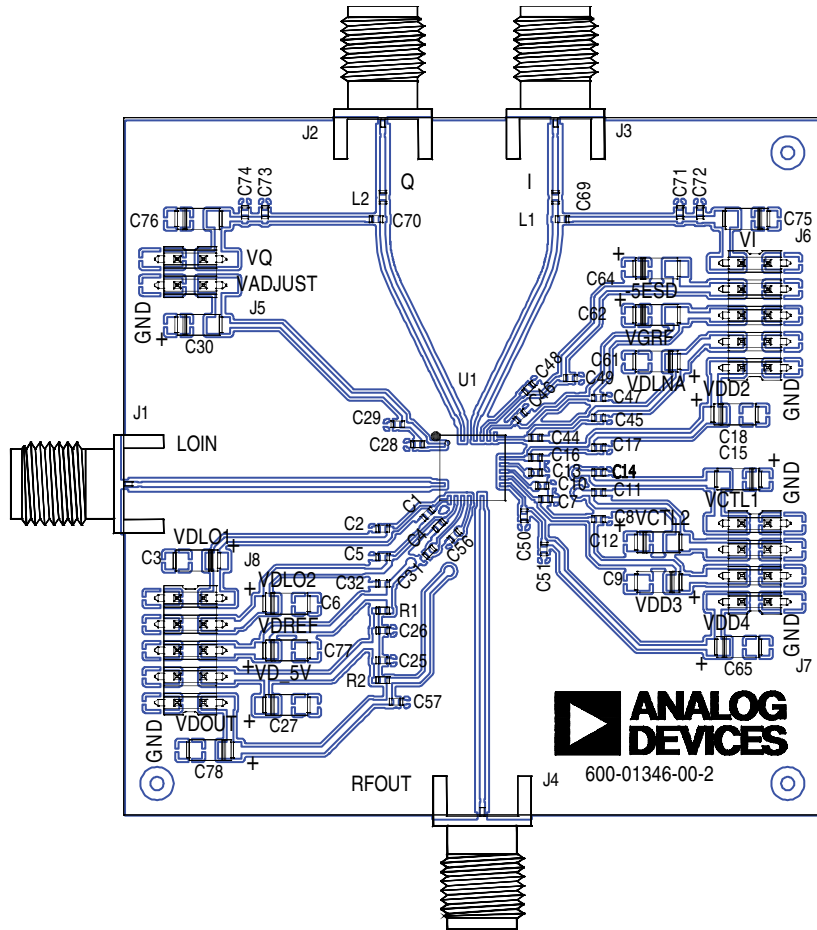 J2
J3
Q
I
C74
C73
L2
C70
C69
L1
C71
C72
C76
C75
J6
VQ
VI
VADJUST
J5
GND
+
C30
+
C64
-5ESD
+
C62
VGRF
C61
VDLNA
VDD2
+
+
GND
U1
C48
C46
C49
C47
C45
C44
C17
C18
C16
C15
J1
LOIN
C29
C28
C13
C14
C10
C11
C7
+
GND
VCTL1
C1
C2
C4
C5
C31
C56
C50
C51
C8
VCTL2
+
C12
C9
VDD3
VDD4
+
GND
C65
+
J7
C3
VDLO1
+
J8
VDLO2
+
C32
C6
R1
VDREF
C26
C77
C25
VD_5V
+
R2
C57
C27
VDOUT
+
GND
C78
+
ANALOG
DEVICES
600-01346-00-2
RFOUT
J4